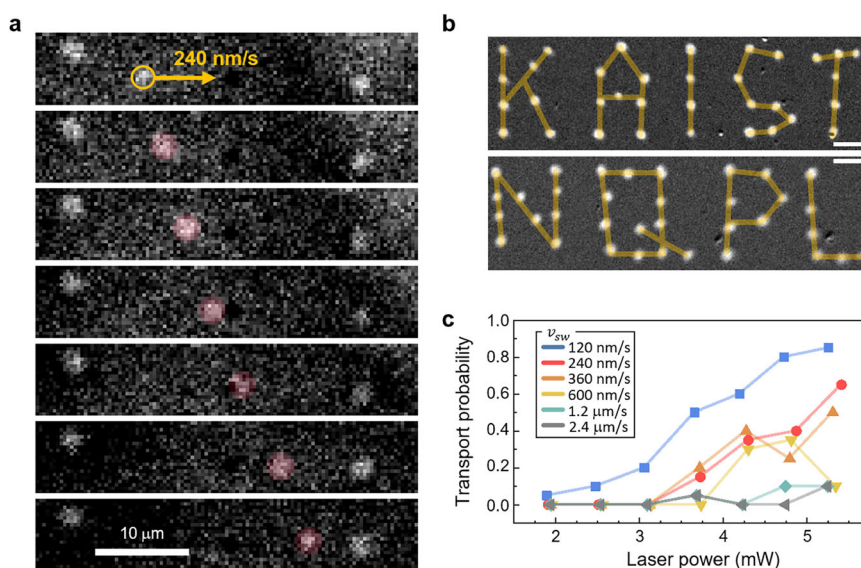 a
240 nm/s
10 μm
b
KAIST
NQPL
c
Transport probability
1.0
0.8
0.6
0.4
0.2
0.0
v_sw
120 nm/s
240 nm/s
360 nm/s
600 nm/s
1.2 μm/s
2.4 μm/s
2 3 4 5
Laser power (mW)